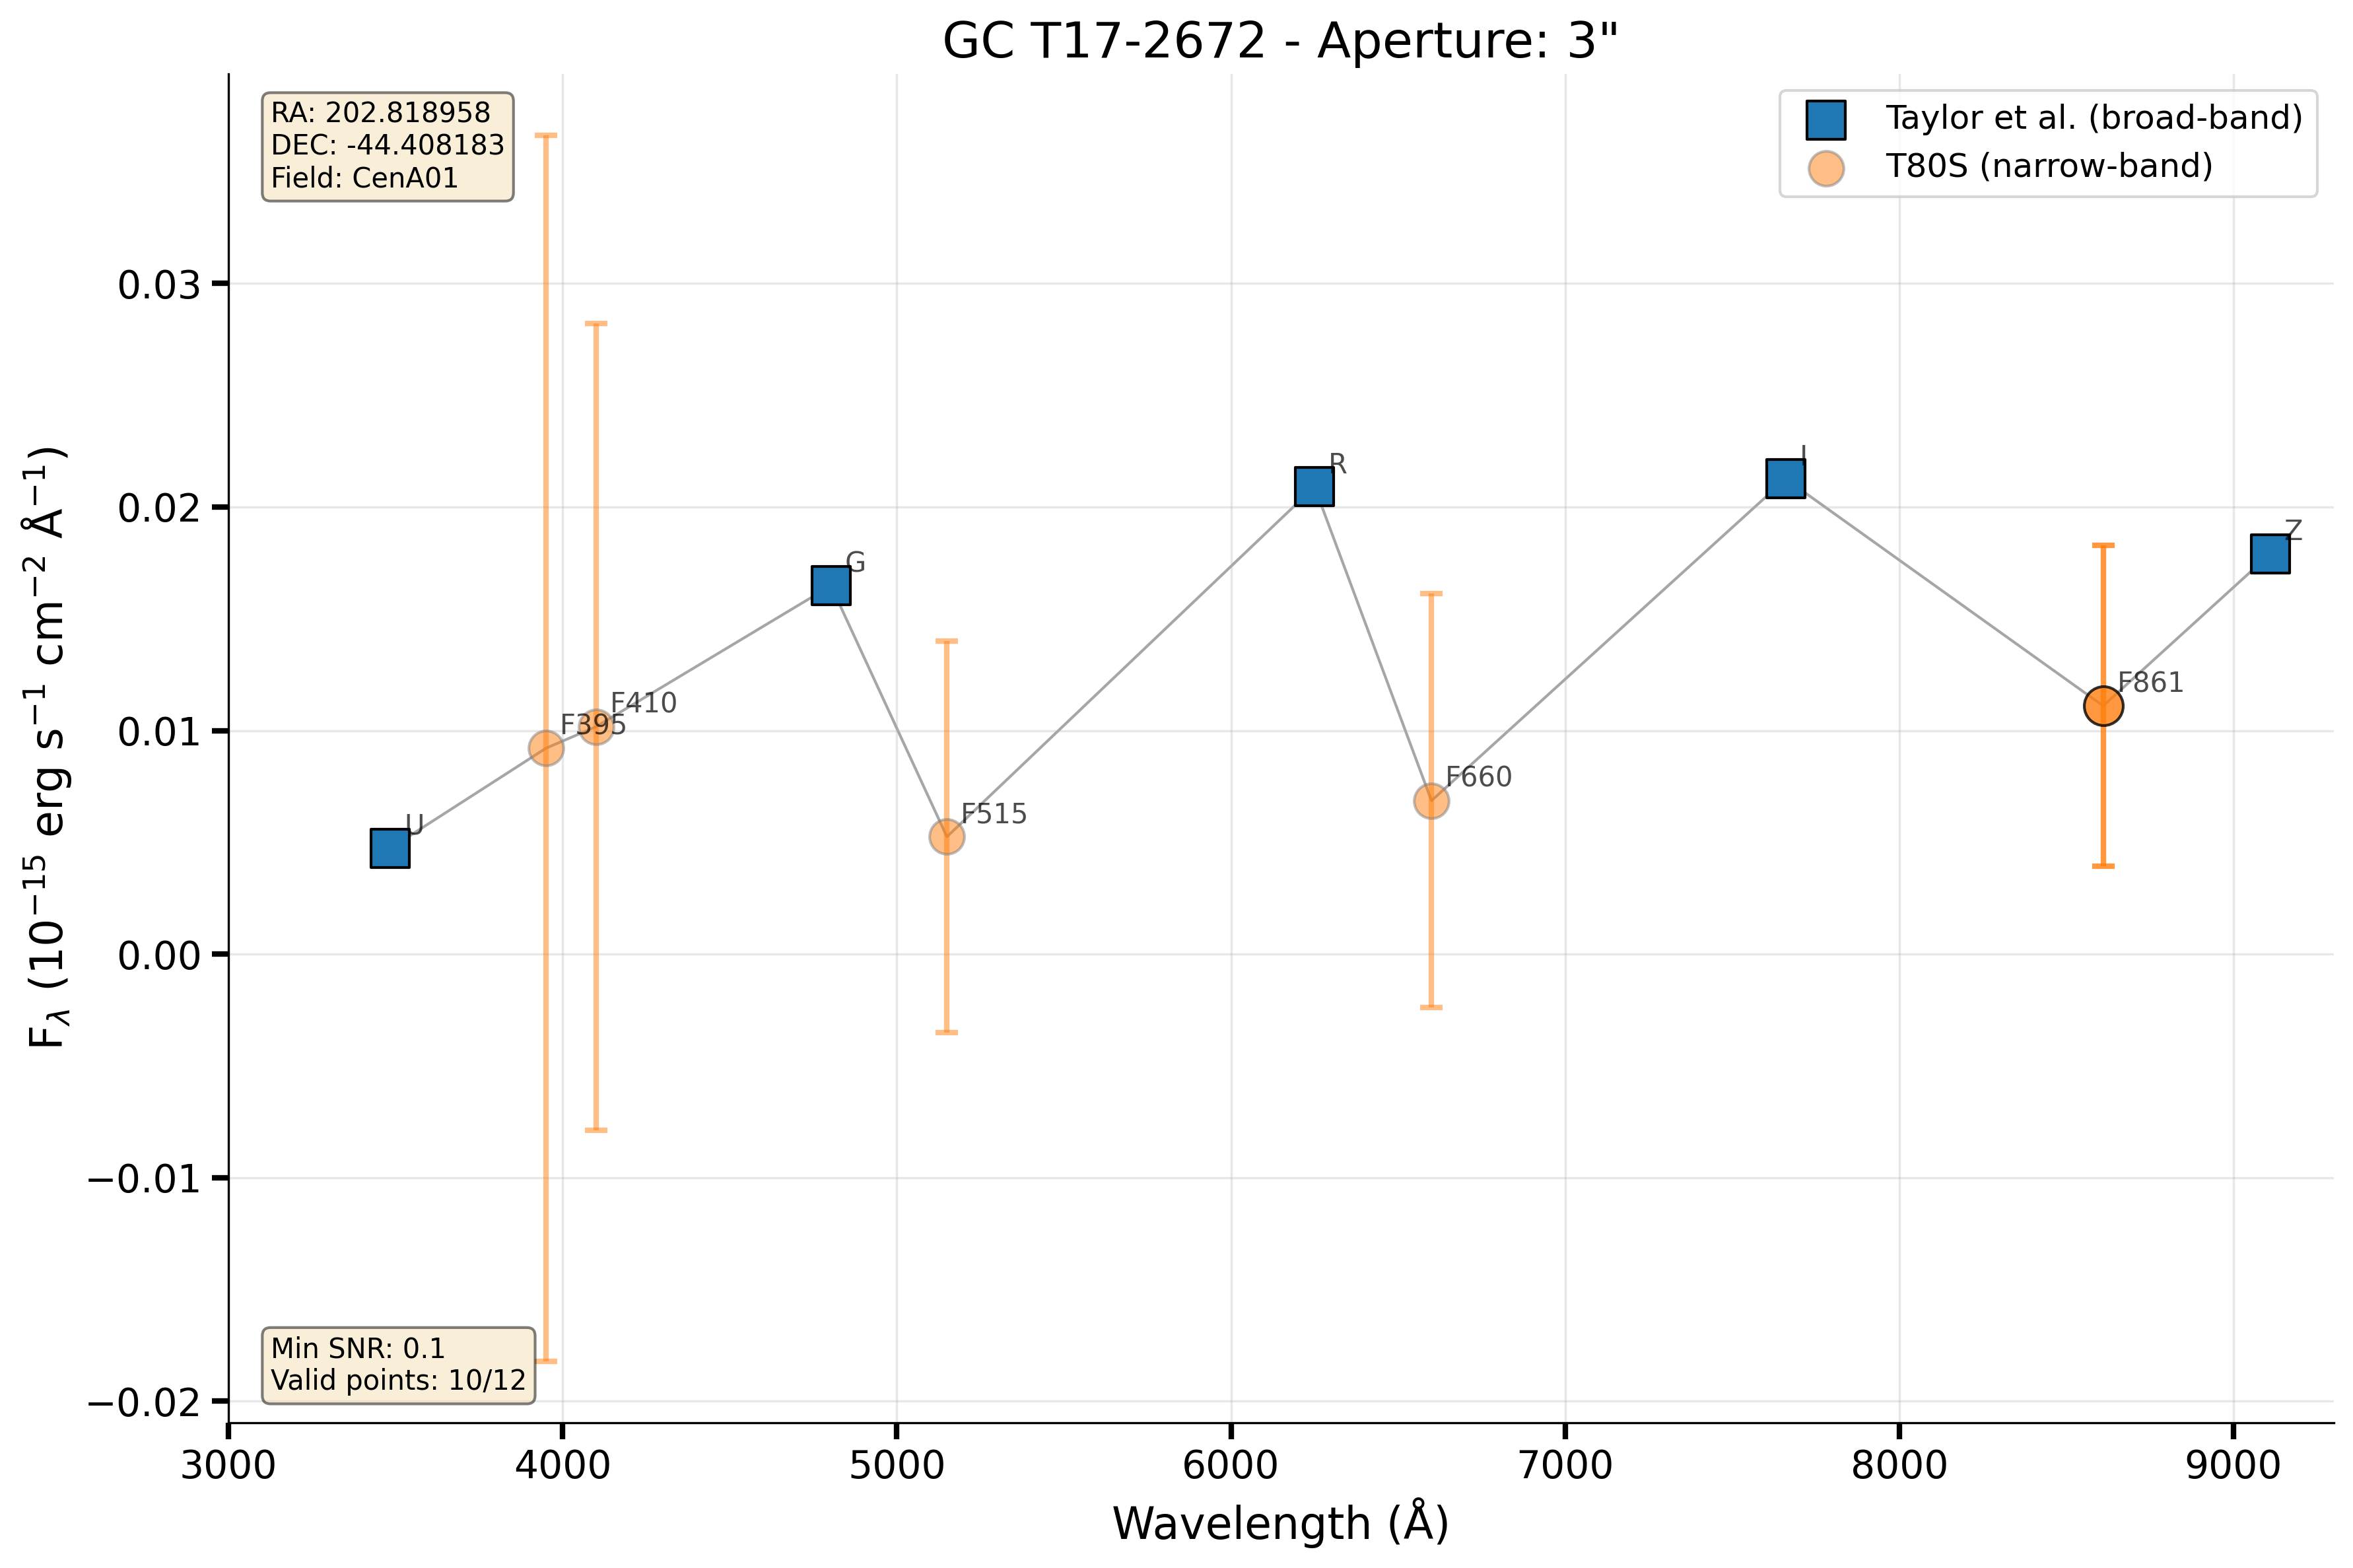 GC T17-2672 - Aperture: 3"
RA: 202.818958
DEC: -44.408183
Field: CenA01
Taylor et al. (broad-band)
T80S (narrow-band)
0.03
0.02
0.01
0.00
−0.01
−0.02
F_λ (10⁻¹⁵ erg s⁻¹ cm⁻² Å⁻¹)
U
F395
F410
G
F515
R
F660
I
F861
Z
Min SNR: 0.1
Valid points: 10/12
3000 4000 5000 6000 7000 8000 9000
Wavelength (Å)